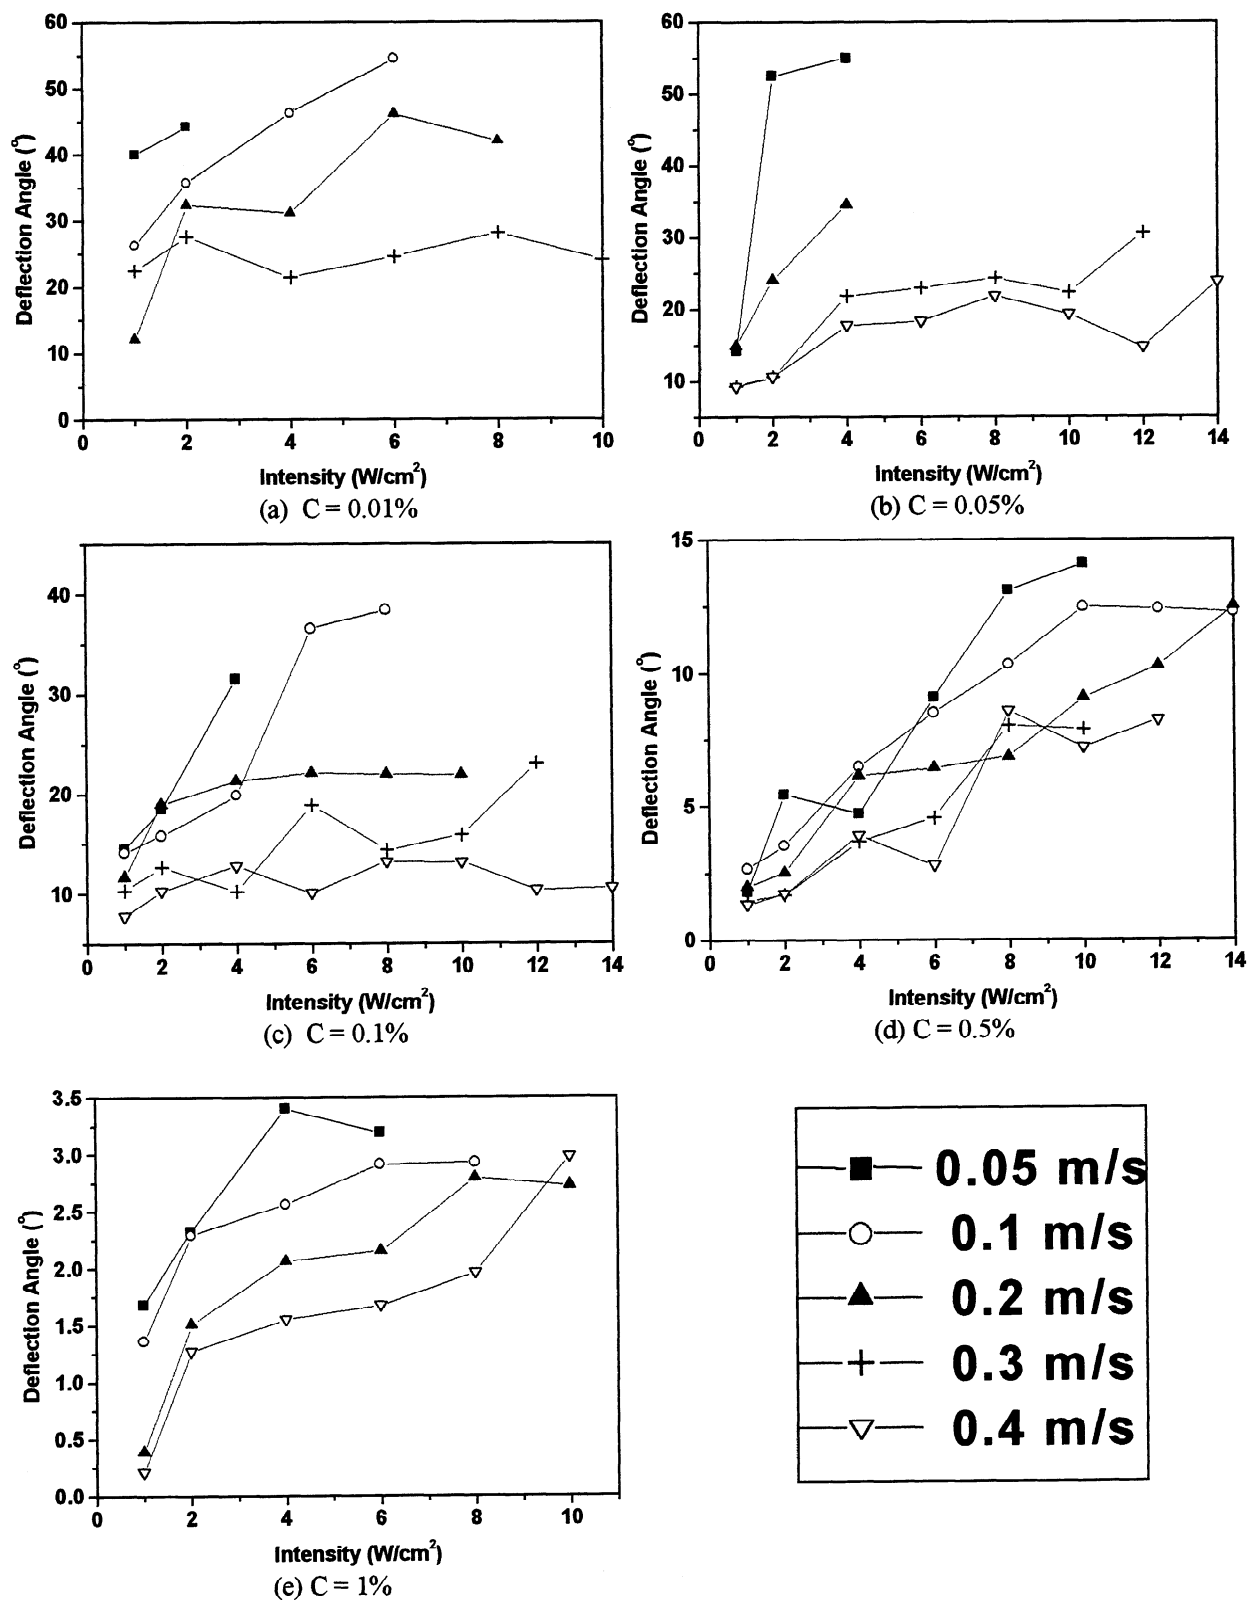 60
50
40
30
20
10
0
Deflection Angle (°)
0 2 4 6 8 10
Intensity (W/cm²)
(a) C = 0.01%
60
50
40
30
20
10
Deflection Angle (°)
0 2 4 6 8 10 12 14
Intensity (W/cm²)
(b) C = 0.05%
40
30
20
10
Deflection Angle (°)
0 2 4 6 8 10 12 14
Intensity (W/cm²)
(c) C = 0.1%
15
10
5
0
Deflection Angle (°)
0 2 4 6 8 10 12 14
Intensity (W/cm²)
(d) C = 0.5%
3.5
3.0
2.5
2.0
1.5
1.0
0.5
0.0
Deflection Angle (°)
0 2 4 6 8 10
Intensity (W/cm²)
(e) C = 1%
0.05 m/s
0.1 m/s
0.2 m/s
0.3 m/s
0.4 m/s